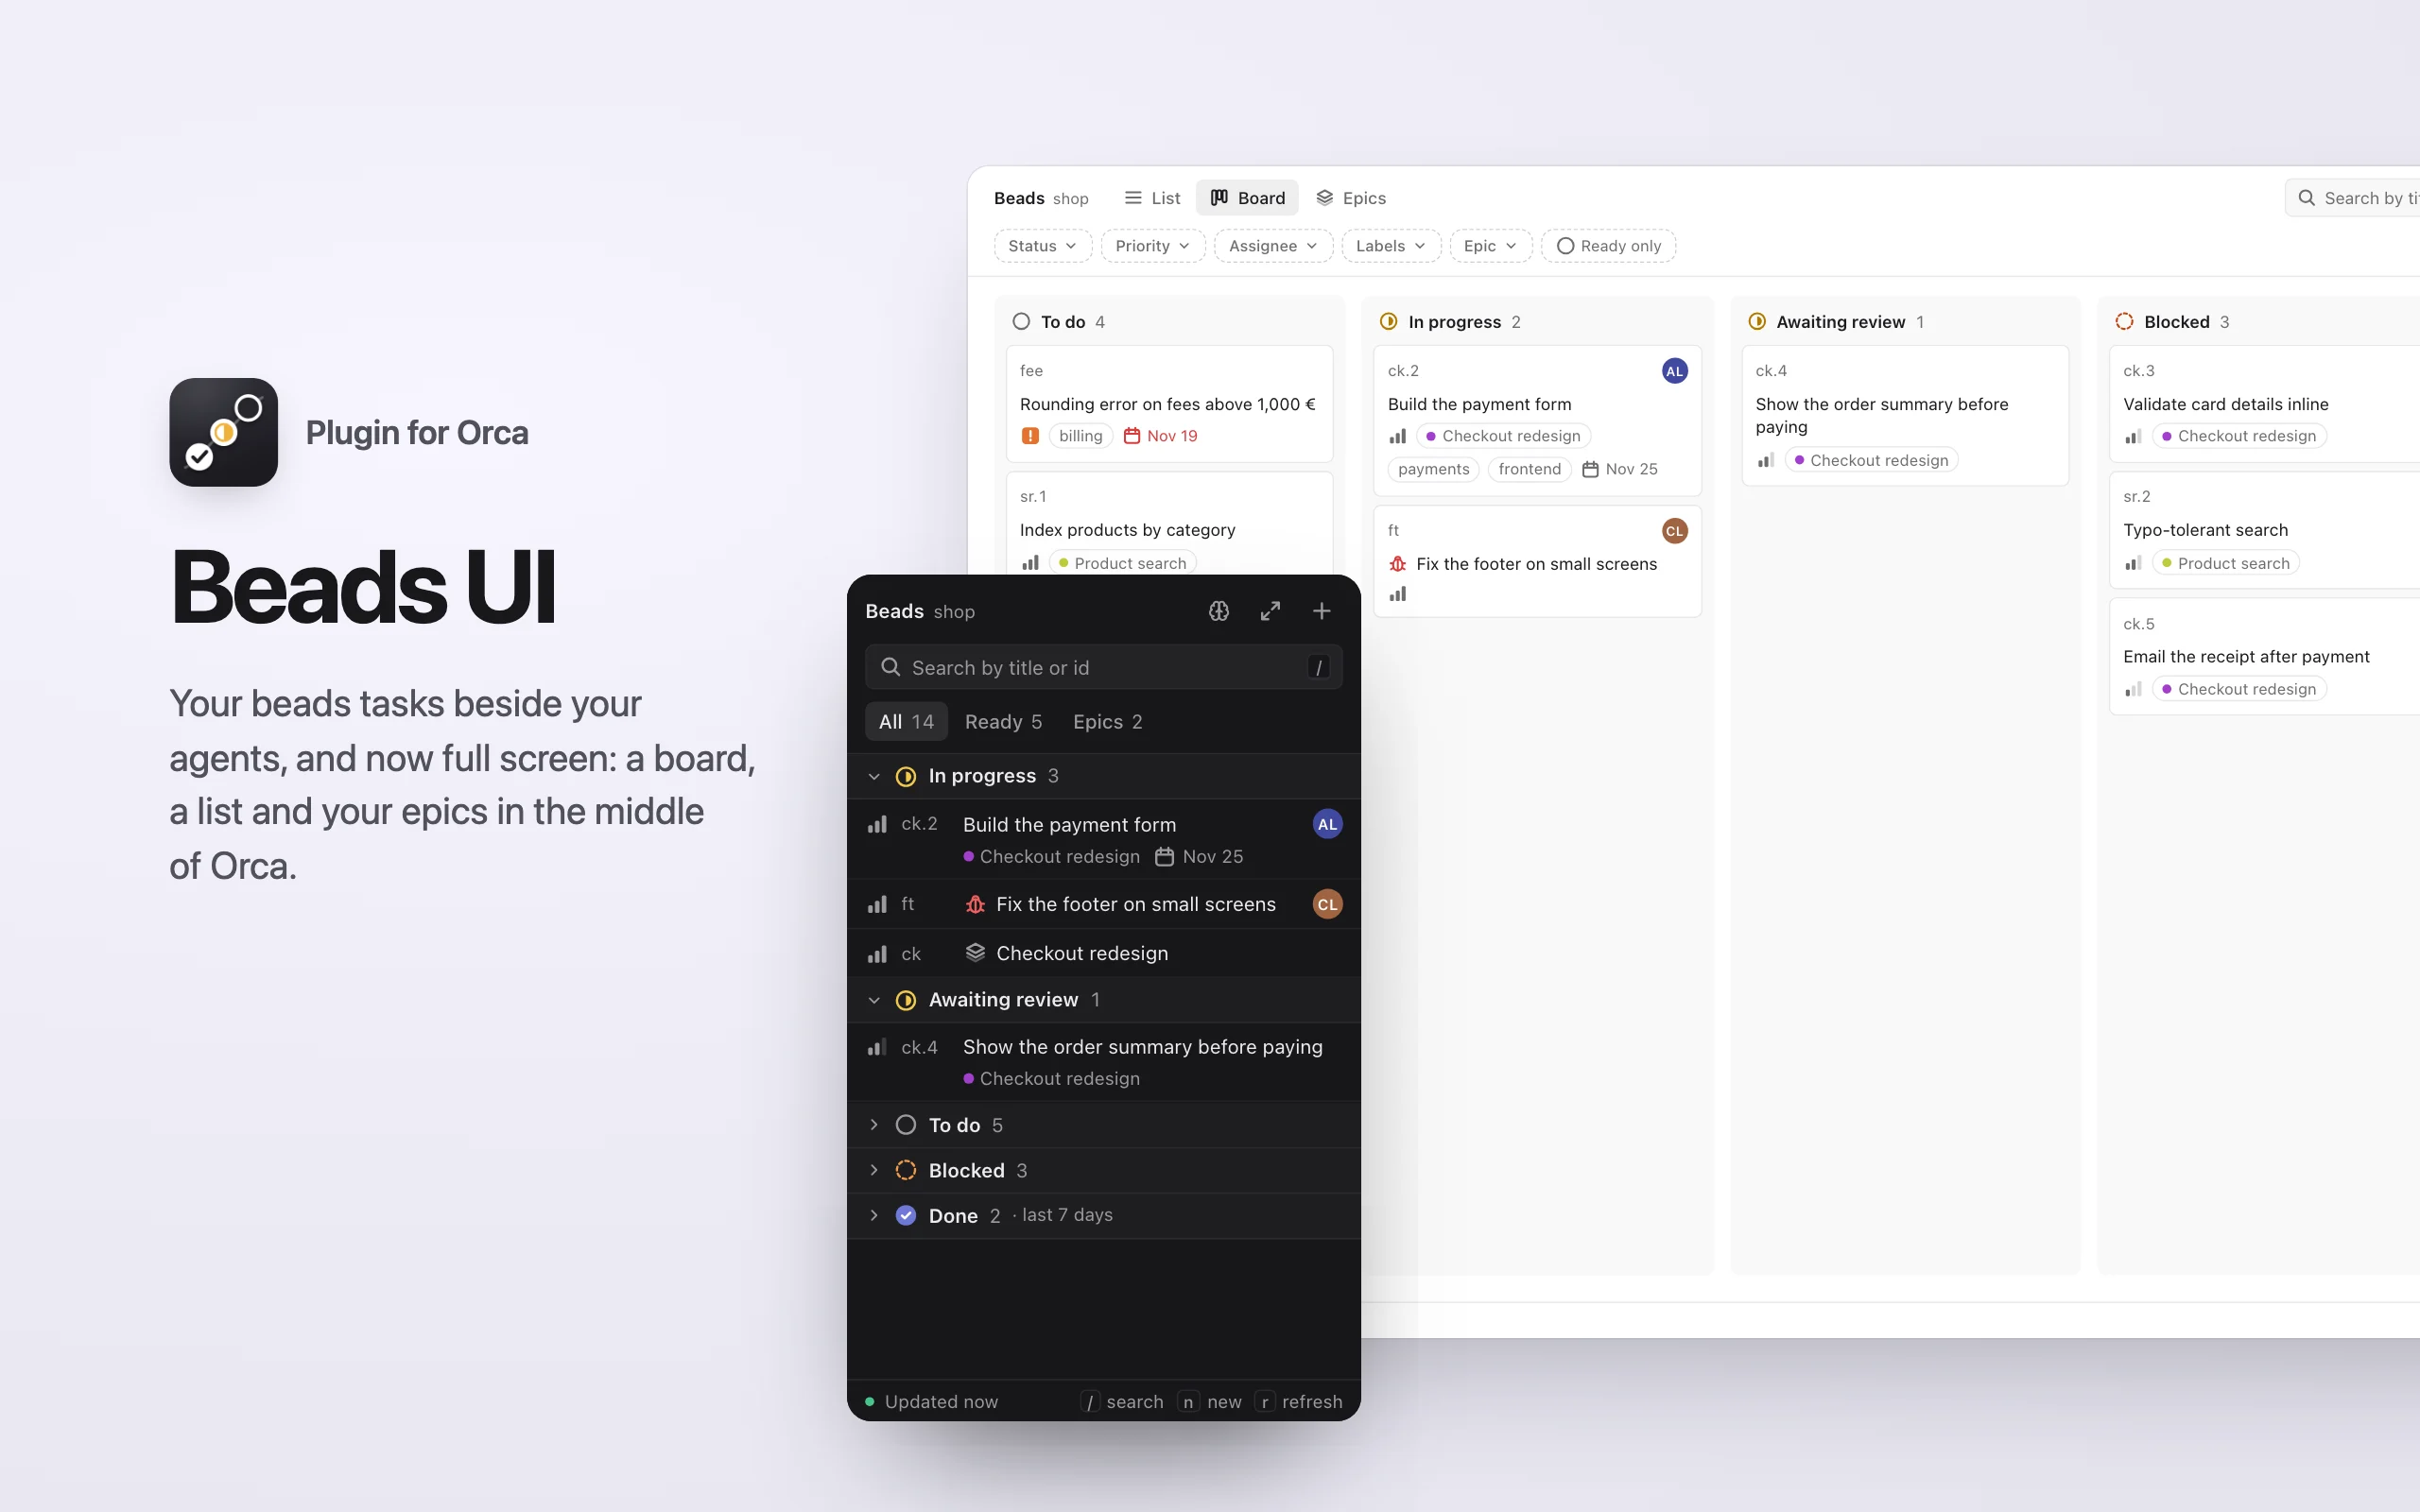 Plugin for Orca
Beads UI
Your beads tasks beside your
agents, and now full screen: a board,
a list and your epics in the middle
of Orca.
Beads shop
List
Board
Epics
Search by ti
Status
Priority
Assignee
Labels
Epic
Ready only
To do 4
fee
Rounding error on fees above 1,000 €
billing
Nov 19
sr.1
Index products by category
Product search
In progress 2
ck.2
AL
Build the payment form
Checkout redesign
payments
frontend
Nov 25
ft
CL
Fix the footer on small screens
Awaiting review 1
ck.4
Show the order summary before
paying
Checkout redesign
Blocked 3
ck.3
Validate card details inline
Checkout redesign
sr.2
Typo-tolerant search
Product search
ck.5
Email the receipt after payment
Checkout redesign
Beads shop
Search by title or id /
All 14
Ready 5
Epics 2
In progress 3
ck.2 Build the payment form AL
Checkout redesign Nov 25
ft Fix the footer on small screens CL
ck Checkout redesign
Awaiting review 1
ck.4 Show the order summary before paying
Checkout redesign
To do 5
Blocked 3
Done 2 · last 7 days
Updated now
/ search n new r refresh